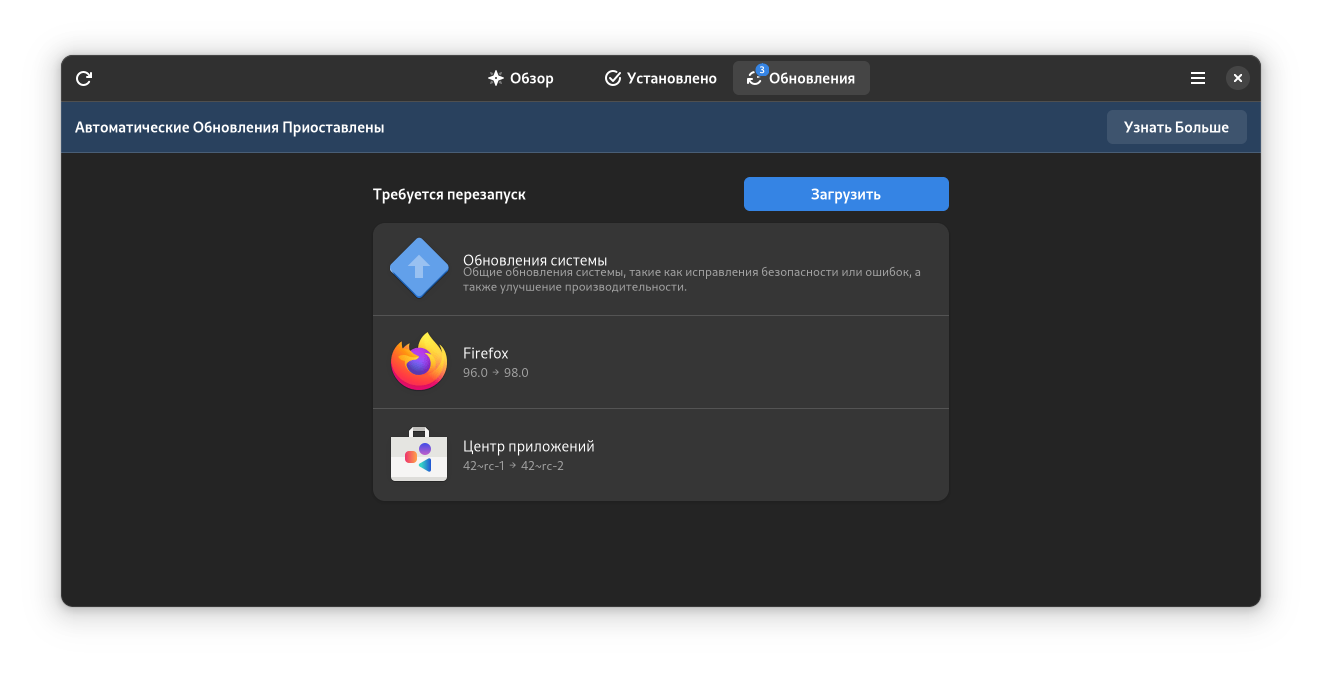 Обзор
Установлено
3
Обновления
Автоматические Обновления Приостановлены
Узнать Больше
Требуется перезапуск
Загрузить
Обновления системы
Общие обновления системы, такие как исправления безопасности или ошибок, а
также улучшение производительности.
Firefox
96.0 → 98.0
Центр приложений
42~rc-1 → 42~rc-2